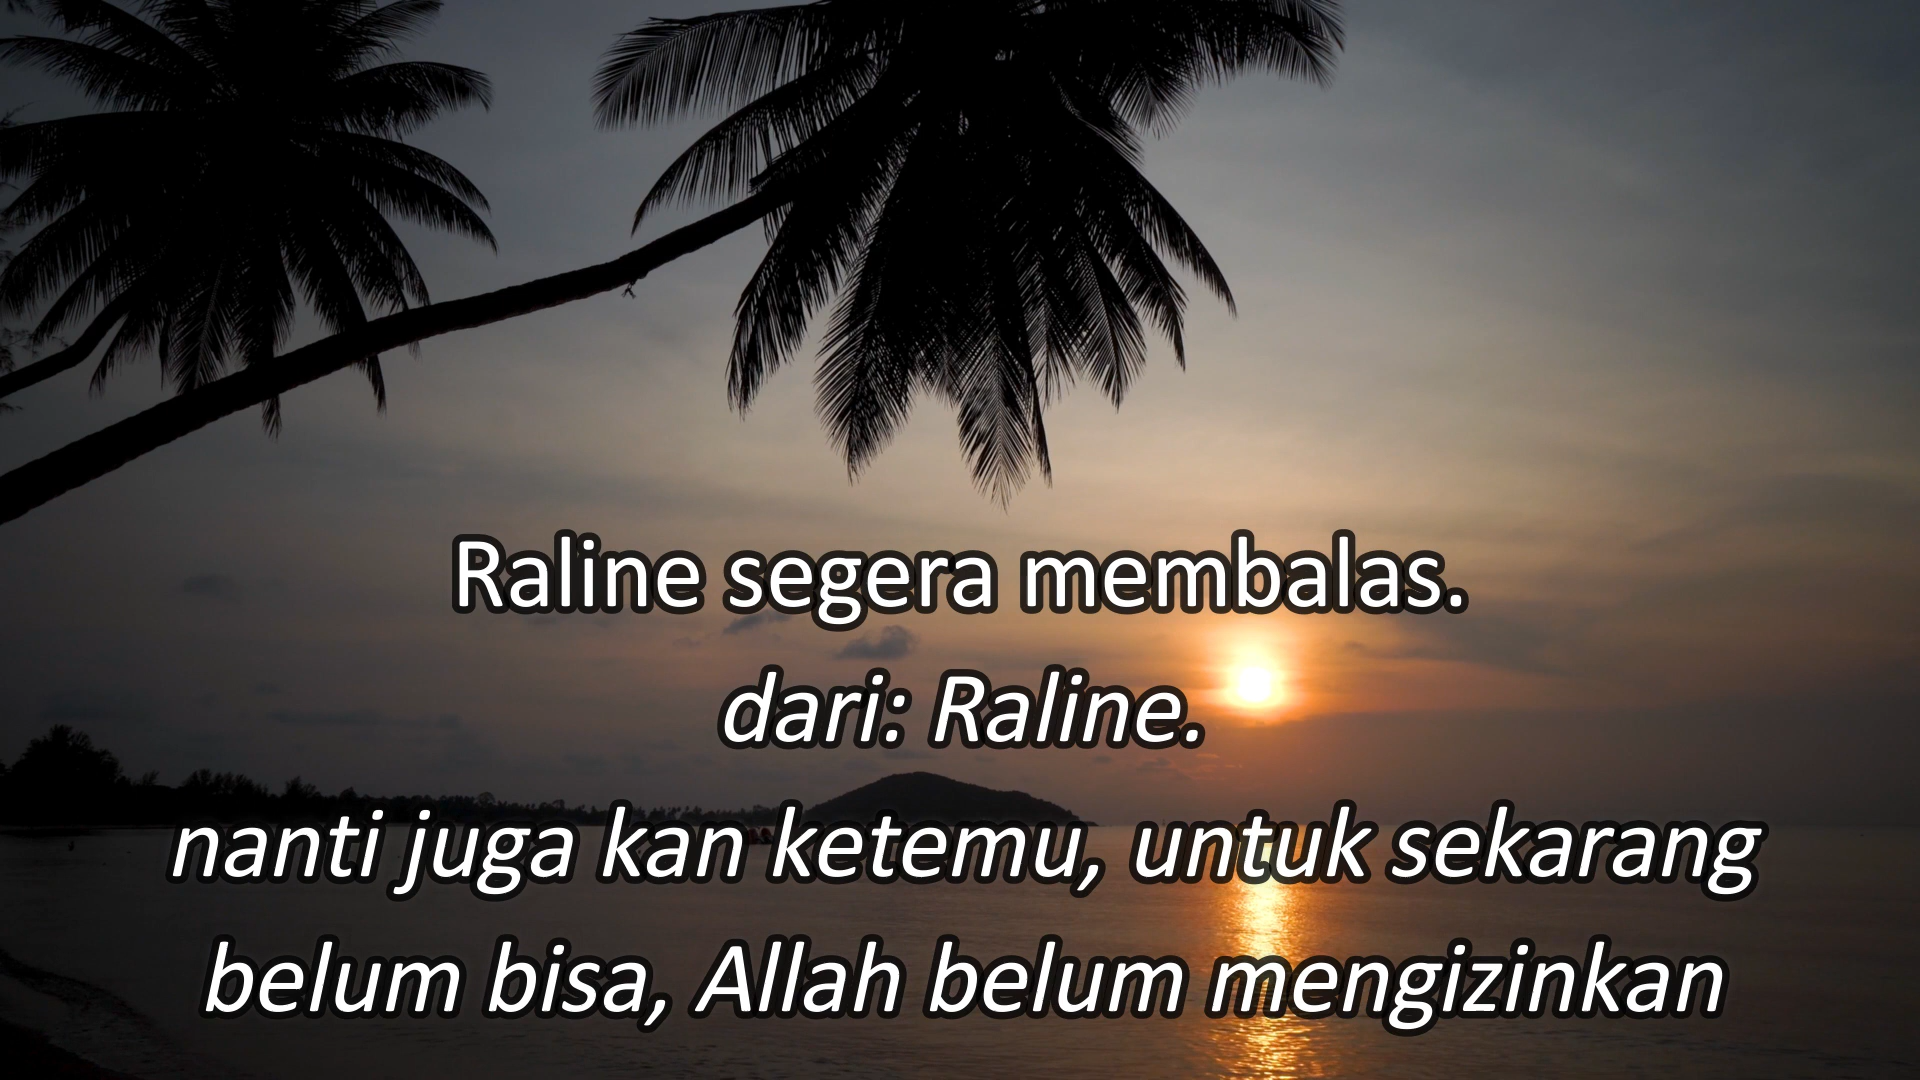 Raline segera membalas.
dari: Raline.
nanti juga kan ketemu, untuk sekarang
belum bisa, Allah belum mengizinkan